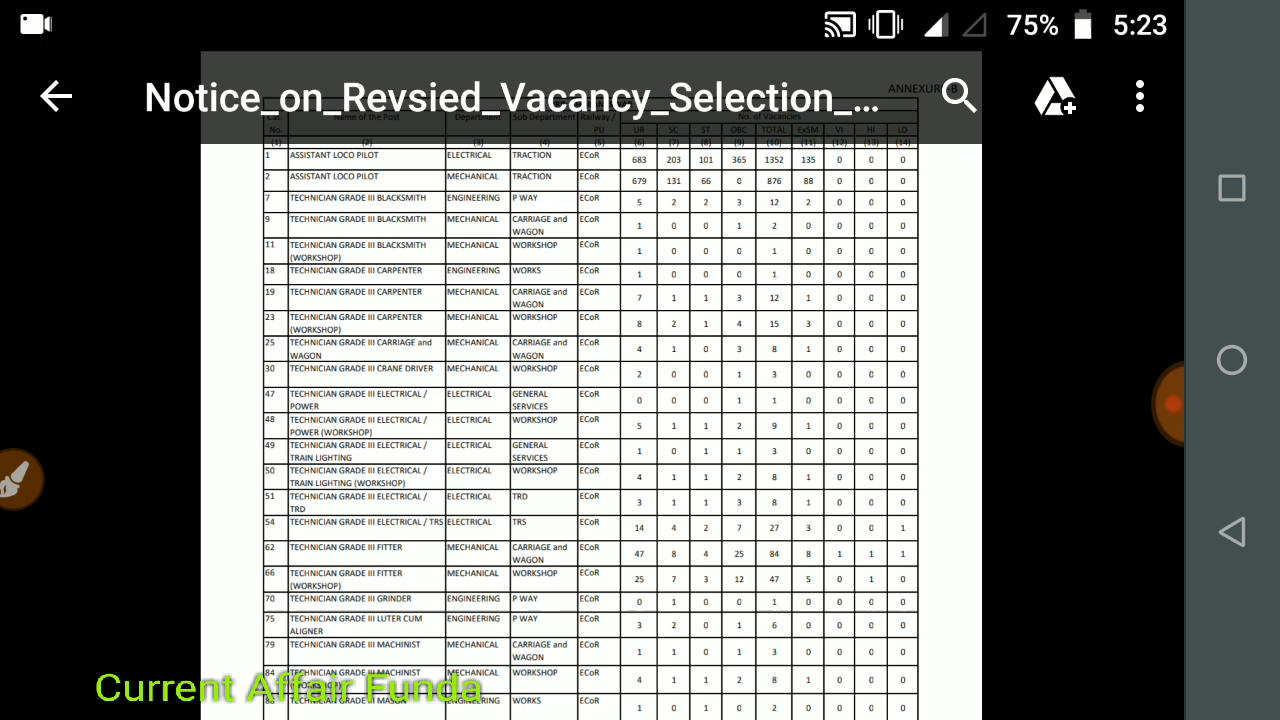 75% 5:23
Notice_on_Revsied_Vacancy_Selection_...
ANNEXURE-B
Cat. No. Name of the Post Department Sub Department Railway / PU No. of Vacancies
UR SC ST OBC TOTAL ExSM VI HI LD
(1) (2) (3) (4) (5) (6) (7) (8) (9) (10) (11) (12) (13) (14)
1 ASSISTANT LOCO PILOT ELECTRICAL TRACTION ECoR 683 203 101 365 1352 135 0 0 0
2 ASSISTANT LOCO PILOT MECHANICAL TRACTION ECoR 679 131 66 0 876 88 0 0 0
7 TECHNICIAN GRADE III BLACKSMITH ENGINEERING P WAY ECoR 5 2 2 3 12 2 0 0 0
9 TECHNICIAN GRADE III BLACKSMITH MECHANICAL CARRIAGE and WAGON ECoR 1 0 0 1 2 0 0 0 0
11 TECHNICIAN GRADE III BLACKSMITH (WORKSHOP) MECHANICAL WORKSHOP ECoR 1 0 0 0 1 0 0 0 0
18 TECHNICIAN GRADE III CARPENTER ENGINEERING WORKS ECoR 1 0 0 0 1 0 0 0 0
19 TECHNICIAN GRADE III CARPENTER MECHANICAL CARRIAGE and WAGON ECoR 7 1 1 3 12 1 0 0 0
23 TECHNICIAN GRADE III CARPENTER (WORKSHOP) MECHANICAL WORKSHOP ECoR 8 2 1 4 15 3 0 0 0
25 TECHNICIAN GRADE III CARRIAGE and WAGON MECHANICAL CARRIAGE and WAGON ECoR 4 1 0 3 8 1 0 0 0
30 TECHNICIAN GRADE III CRANE DRIVER MECHANICAL WORKSHOP ECoR 2 0 0 1 3 0 0 0 0
47 TECHNICIAN GRADE III ELECTRICAL / POWER ELECTRICAL GENERAL SERVICES ECoR 0 0 0 1 1 0 0 0 0
48 TECHNICIAN GRADE III ELECTRICAL / POWER (WORKSHOP) ELECTRICAL WORKSHOP ECoR 5 1 1 2 9 1 0 0 0
49 TECHNICIAN GRADE III ELECTRICAL / TRAIN LIGHTING ELECTRICAL GENERAL SERVICES ECoR 1 0 1 1 3 0 0 0 0
50 TECHNICIAN GRADE III ELECTRICAL / TRAIN LIGHTING (WORKSHOP) ELECTRICAL WORKSHOP ECoR 4 1 1 2 8 1 0 0 0
51 TECHNICIAN GRADE III ELECTRICAL / TRD ELECTRICAL TRD ECoR 3 1 1 3 8 1 0 0 0
54 TECHNICIAN GRADE III ELECTRICAL / TRS ELECTRICAL TRS ECoR 14 4 2 7 27 3 0 0 1
62 TECHNICIAN GRADE III FITTER MECHANICAL CARRIAGE and WAGON ECoR 47 8 4 25 84 8 1 1 1
66 TECHNICIAN GRADE III FITTER (WORKSHOP) MECHANICAL WORKSHOP ECoR 25 7 3 12 47 5 0 1 0
70 TECHNICIAN GRADE III GRINDER ENGINEERING P WAY ECoR 0 1 0 0 1 0 0 0 0
75 TECHNICIAN GRADE III LUTER CUM ALIGNER ENGINEERING P WAY ECoR 3 2 0 1 6 0 0 0 0
79 TECHNICIAN GRADE III MACHINIST MECHANICAL CARRIAGE and WAGON ECoR 1 1 0 1 3 0 0 0 0
84 TECHNICIAN GRADE III MACHINIST (WORKSHOP) MECHANICAL WORKSHOP ECoR 4 1 1 2 8 1 0 0 0
TECHNICIAN GRADE III MASON ENGINEERING WORKS ECoR 1 0 1 0 2 0 0 0 0
Current Affair Funda